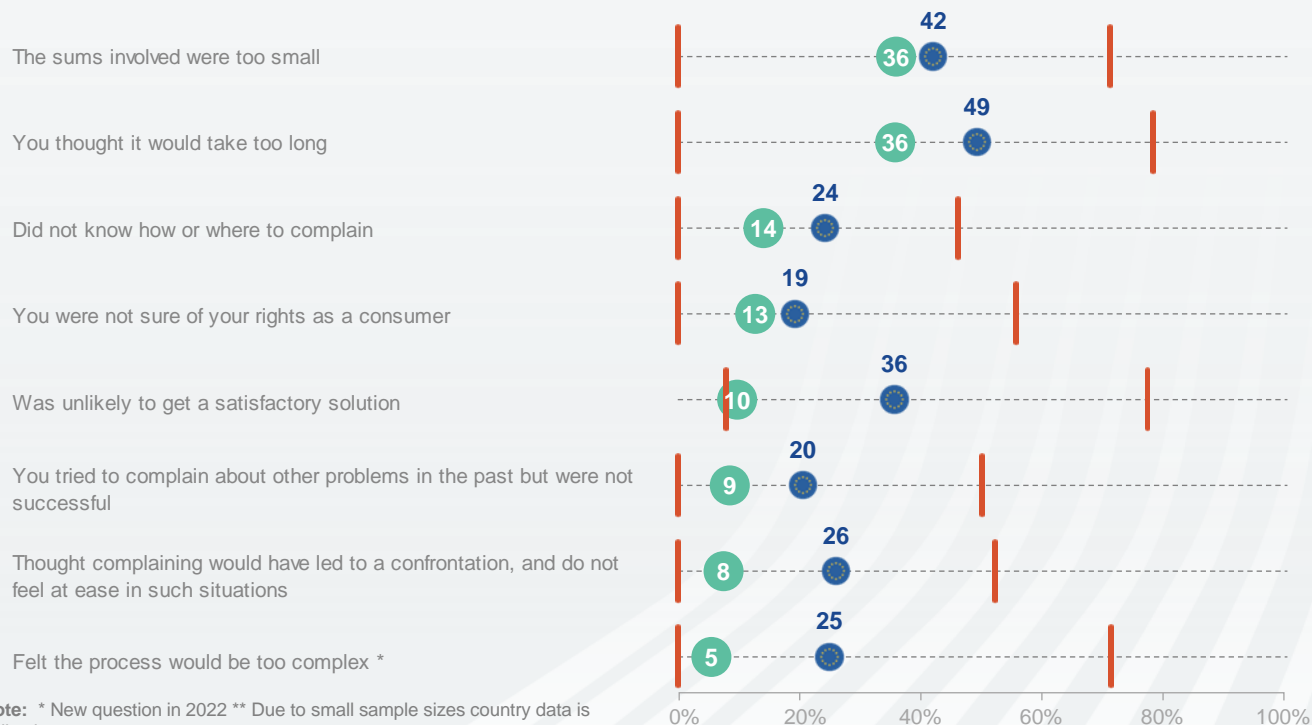 42
The sums involved were too small
36
49
You thought it would take too long
36
24
Did not know how or where to complain
14
19
You were not sure of your rights as a consumer
13
36
Was unlikely to get a satisfactory solution
10
20
You tried to complain about other problems in the past but were not
successful
9
26
Thought complaining would have led to a confrontation, and do not
feel at ease in such situations
8
25
Felt the process would be too complex *
5
* New question in 2022 ** Due to small sample sizes country data is
0% 20% 40% 60% 80% 100%